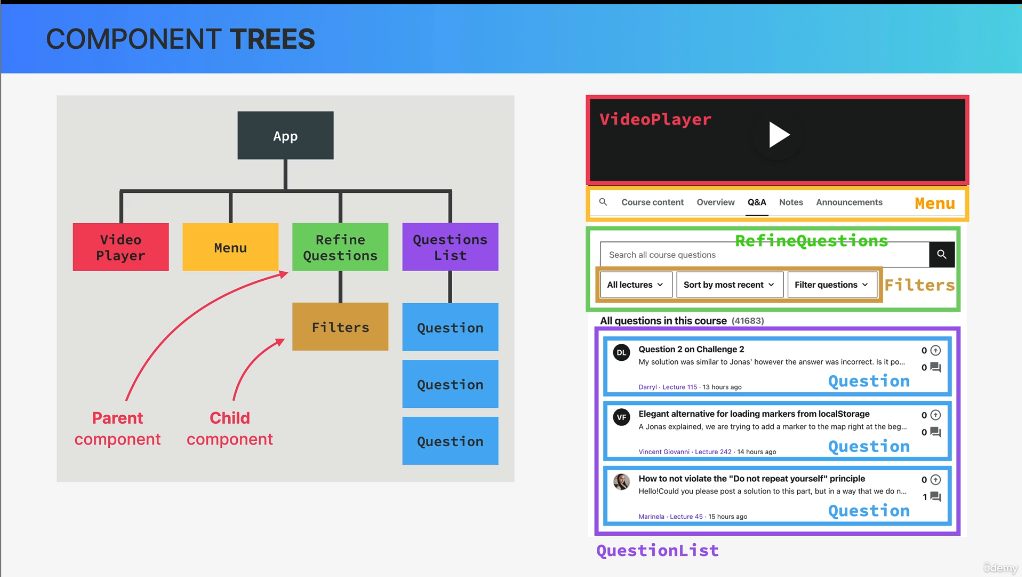 COMPONENT TREES
App
Video
Player
Menu
Refine
Questions
Questions
List
Filters
Question
Question
Question
Parent
component
Child
component
VideoPlayer
Course content Overview Q&A Notes Announcements
Menu
RefineQuestions
Search all course questions
All lectures Sort by most recent Filter questions
Filters
All questions in this course (41683)
DL Question 2 on Challenge 2 0
My solution was similar to Jonas' however the answer was incorrect. Is it po... 0
Darryl · Lecture 115 · 13 hours ago
Question
VF Elegant alternative for loading markers from localStorage 0
A Jonas explained, we are trying to add a marker to the map right at the beg... 0
Vincent Giovanni · Lecture 242 · 14 hours ago
Question
How to not violate the "Do not repeat yourself" principle 0
Hello!Could you please post a solution to this part, but in a way that we do n... 1
Marinela · Lecture 45 · 15 hours ago
Question
QuestionList
ûdemy